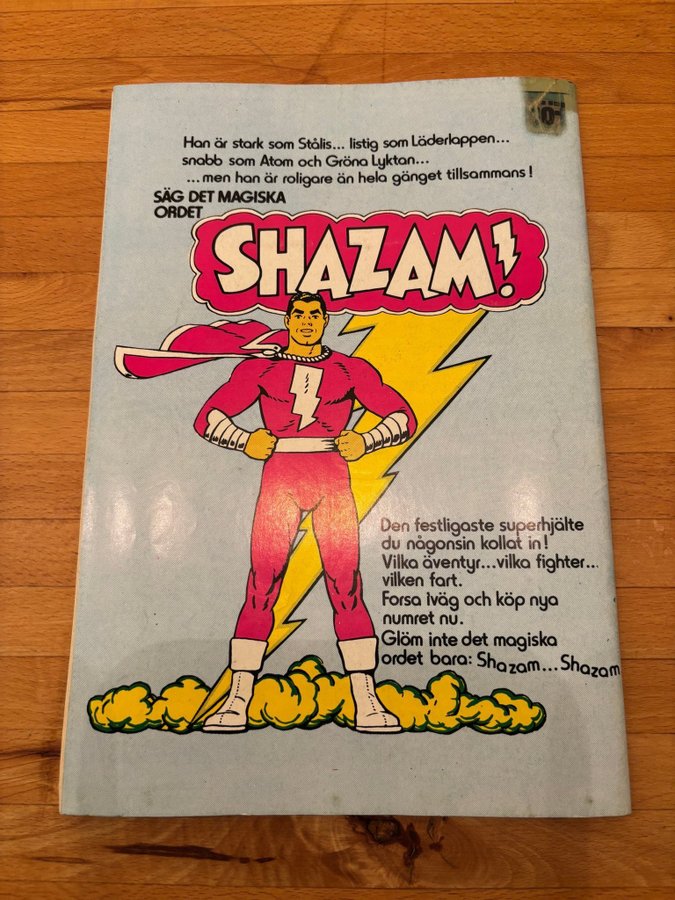 Han är stark som Stålis... listig som Läderlappen...
snabb som Atom och Gröna Lyktan...
...men han är roligare än hela gänget tillsammans!
SÄG DET MAGISKA
ORDET
SHAZAM!
Den festligaste superhjälte
du någonsin kollat in!
Vilka äventyr...vilka fighter...
vilken fart.
Forsa iväg och köp nya
numret nu.
Glöm inte det magiska
ordet bara: Shazam...Shazam